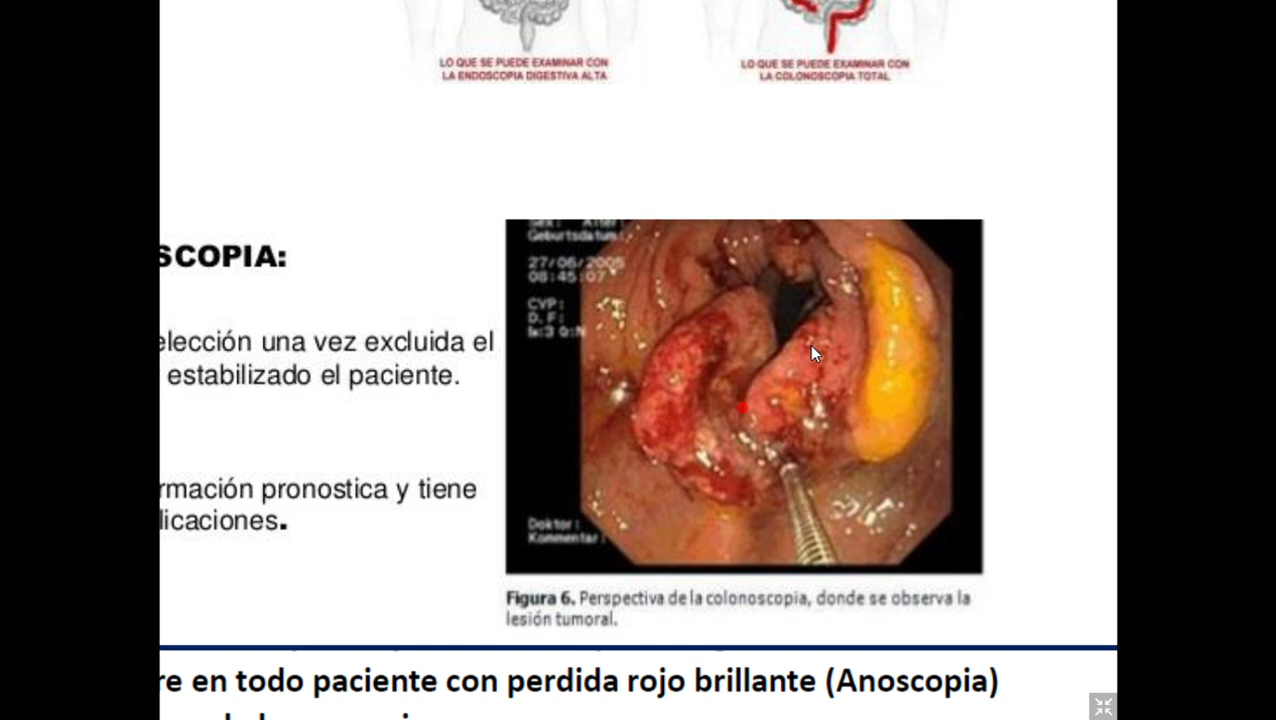 LO QUE SE PUEDE EXAMINAR CON
LA ENDOSCOPIA DIGESTIVA ALTA
LO QUE SE PUEDE EXAMINAR CON
LA COLONOSCOPIA TOTAL
SCOPIA:
elección una vez excluida el
estabilizado el paciente.
rmación pronostica y tiene
licaciones.
Sex: Alter:
Geburtsdatum:
27/06/2005
08:45:07
CVP:
D.F:
Doktor:
Kommentar:
Figura 6. Perspectiva de la colonoscopia, donde se observa la
lesión tumoral.
re en todo paciente con perdida rojo brillante (Anoscopia)